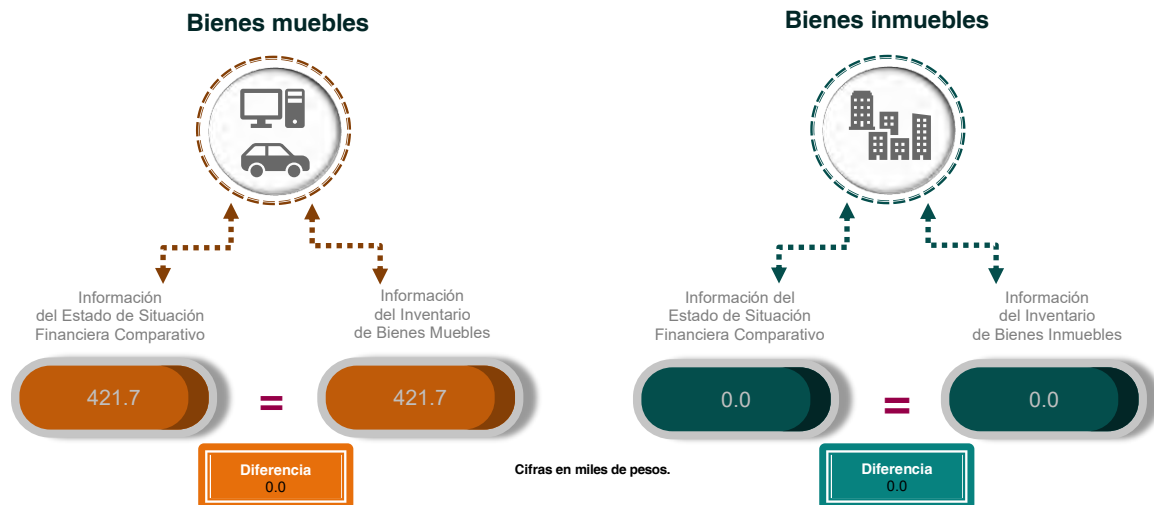 Bienes muebles
Información
del Estado de Situación
Financiera Comparativo
421.7
=
Información
del Inventario
de Bienes Muebles
421.7
Diferencia
0.0
Cifras en miles de pesos.
Bienes inmuebles
Información del
Estado de Situación
Financiera Comparativo
0.0
=
Información
del Inventario
de Bienes Inmuebles
0.0
Diferencia
0.0